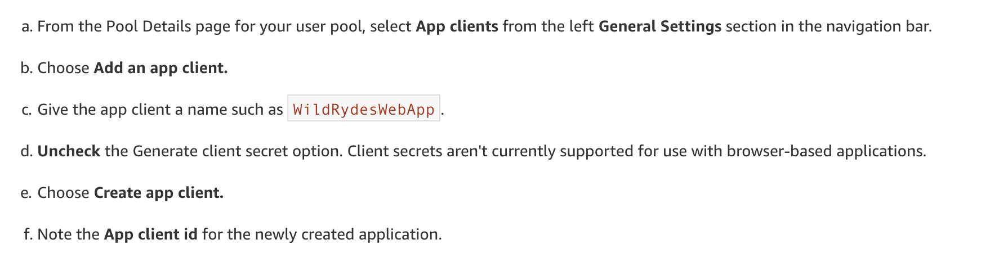 a. From the Pool Details page for your user pool, select App clients from the left General Settings section in the navigation bar.
b. Choose Add an app client.
c. Give the app client a name such as WildRydesWebApp.
d. Uncheck the Generate client secret option. Client secrets aren't currently supported for use with browser-based applications.
e. Choose Create app client.
f. Note the App client id for the newly created application.